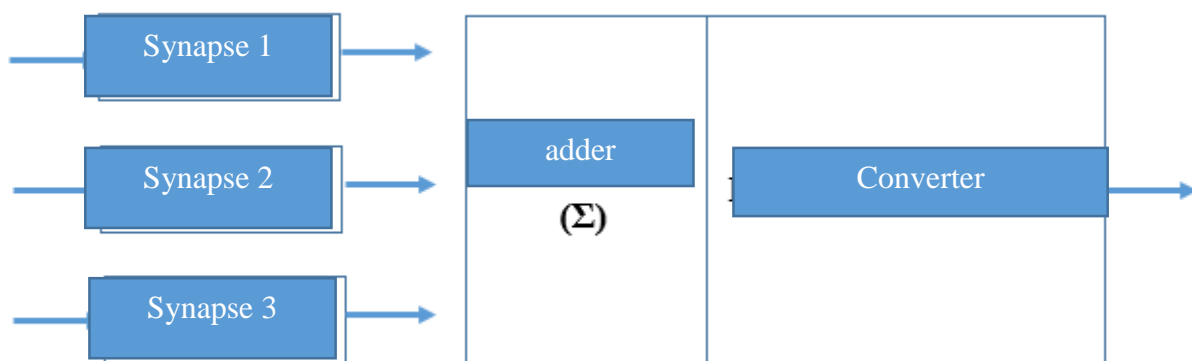 Synapse 1
Synapse 2
Synapse 3
adder
(Σ)
Converter